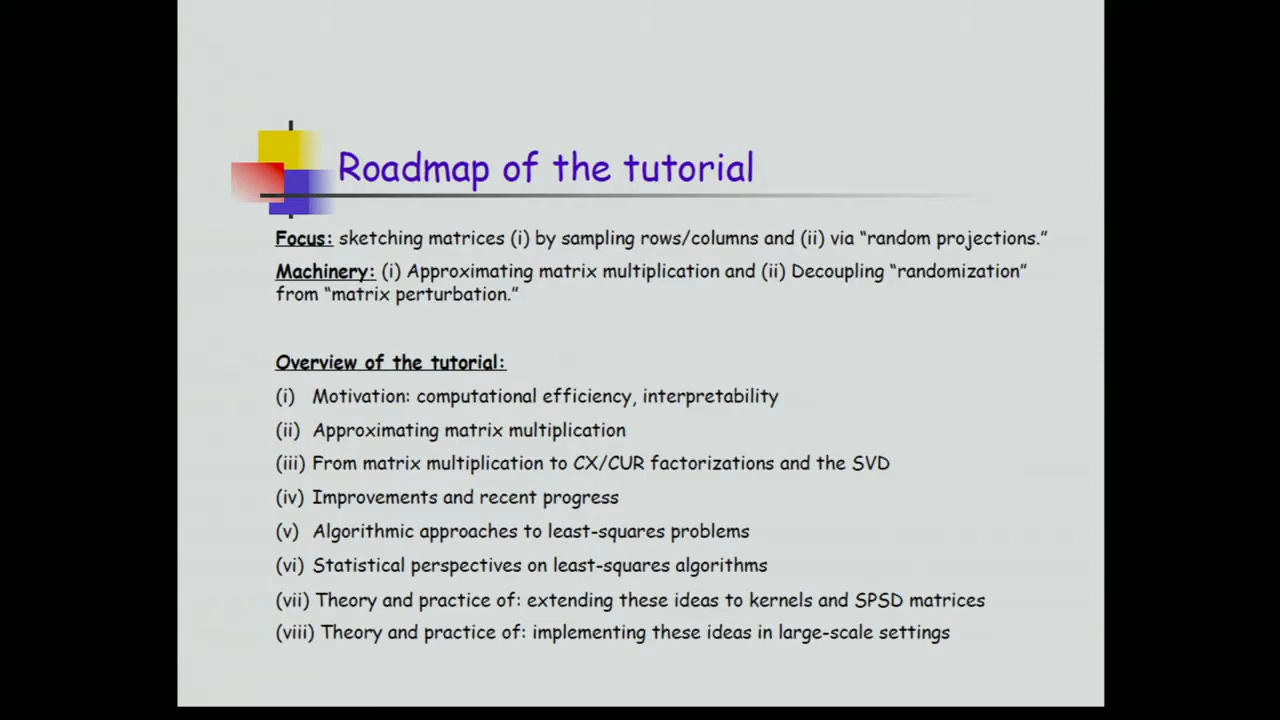 Roadmap of the tutorial
Focus: sketching matrices (i) by sampling rows/columns and (ii) via “random projections.”
Machinery: (i) Approximating matrix multiplication and (ii) Decoupling “randomization”
from “matrix perturbation.”
Overview of the tutorial:
(i) Motivation: computational efficiency, interpretability
(ii) Approximating matrix multiplication
(iii) From matrix multiplication to CX/CUR factorizations and the SVD
(iv) Improvements and recent progress
(v) Algorithmic approaches to least-squares problems
(vi) Statistical perspectives on least-squares algorithms
(vii) Theory and practice of: extending these ideas to kernels and SPSD matrices
(viii) Theory and practice of: implementing these ideas in large-scale settings